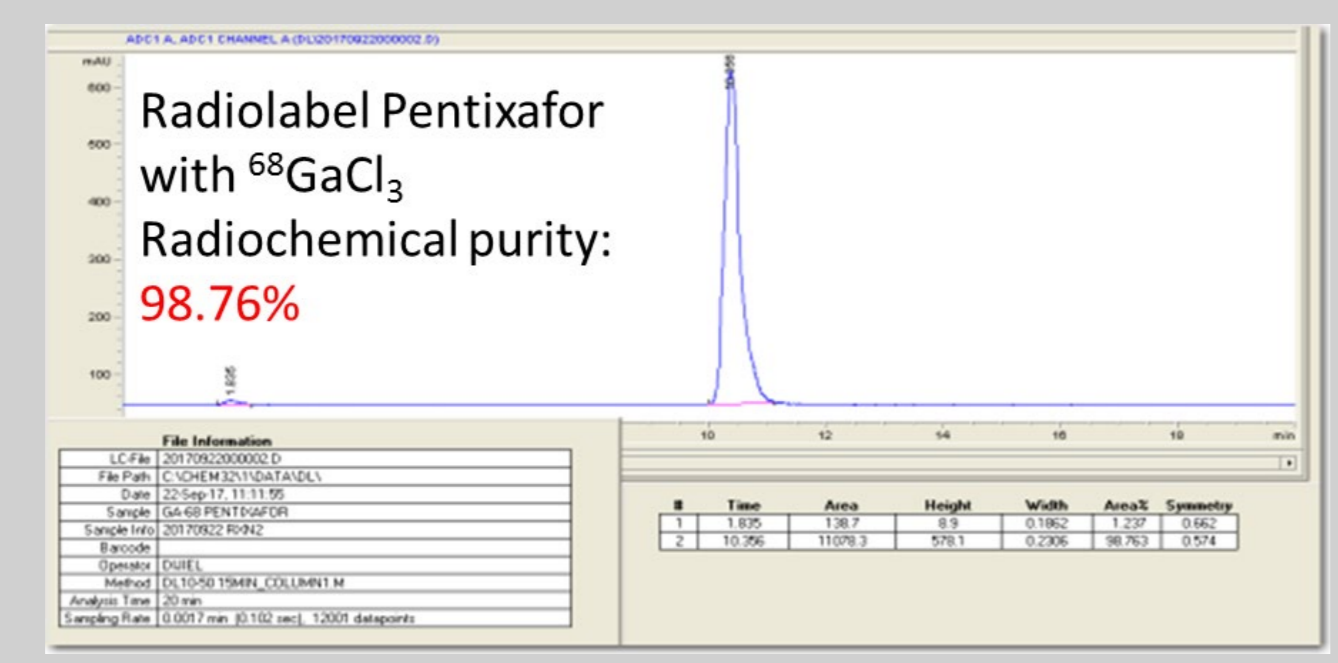 ADC1 A, ADC1 CHANNEL A (DL\20170922000002.D)
mAU
600
500
400
300
200
100
Radiolabel Pentixafor
with ⁶⁸GaCl₃
Radiochemical purity:
98.76%
1.835
10.356
10 12 14 16 18 min
File Information
LC-File 20170922000002.D
File Path C:\CHEM32\1\DATA\DL\
Date 22-Sep-17, 11:11:55
Sample GA-68 PENTIXAFOR
Sample Info 20170922 RXN2
Barcode
Operator
Method DL10-50 15MIN_COLUMN1.M
Analysis Time 20 min
Sampling Rate 0.0017 min (0.102 sec), 12001 datapoints
# Time Area Height Width Area% Symmetry
1 1.835 138.7 8.9 0.1862 1.237 0.662
2 10.356 11078.3 578.1 0.2306 98.763 0.574